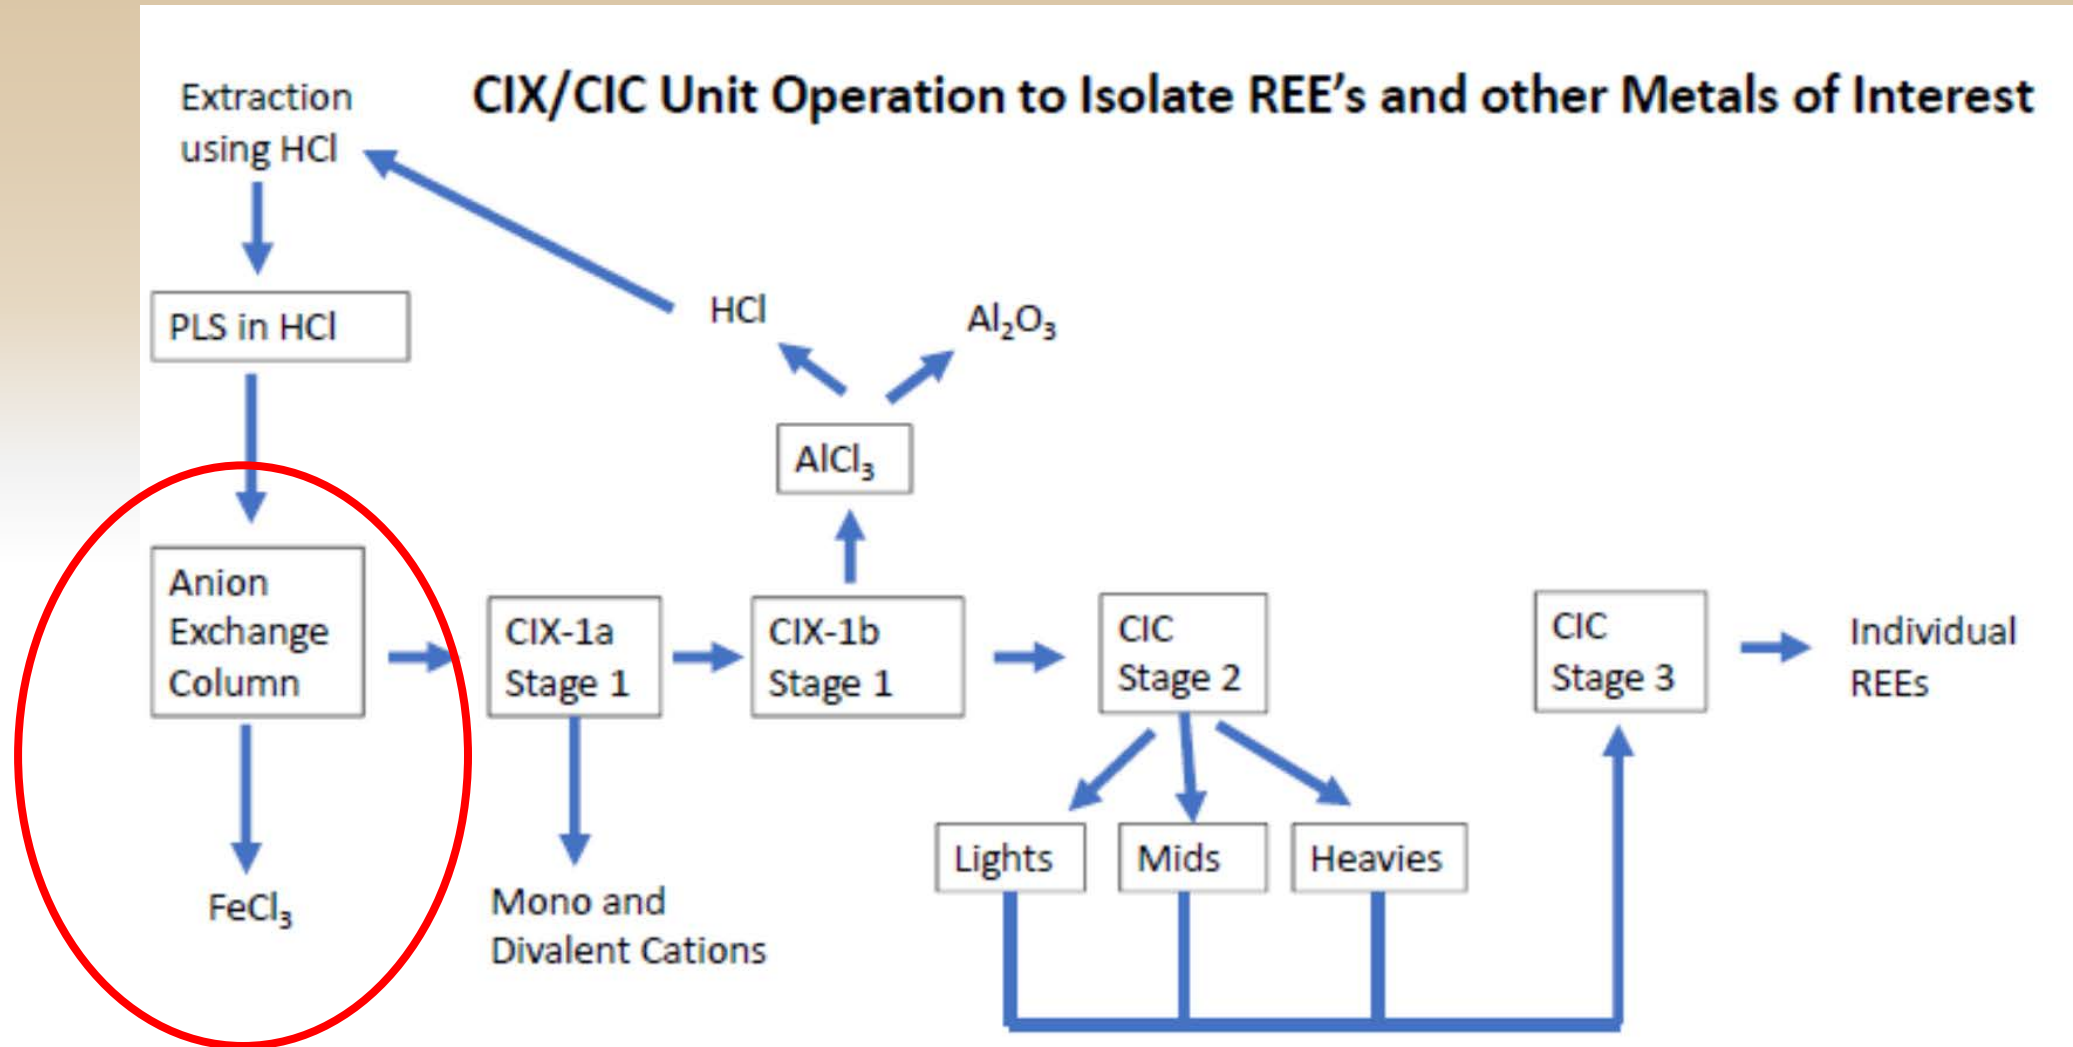 CIX/CIC Unit Operation to Isolate REE's and other Metals of Interest
Extraction
using HCl
PLS in HCl
HCl
Al₂O₃
AlCl₃
Anion
Exchange
Column
CIX-1a
Stage 1
CIX-1b
Stage 1
CIC
Stage 2
CIC
Stage 3
Individual
REEs
Lights
Mids
Heavies
FeCl₃
Mono and
Divalent Cations